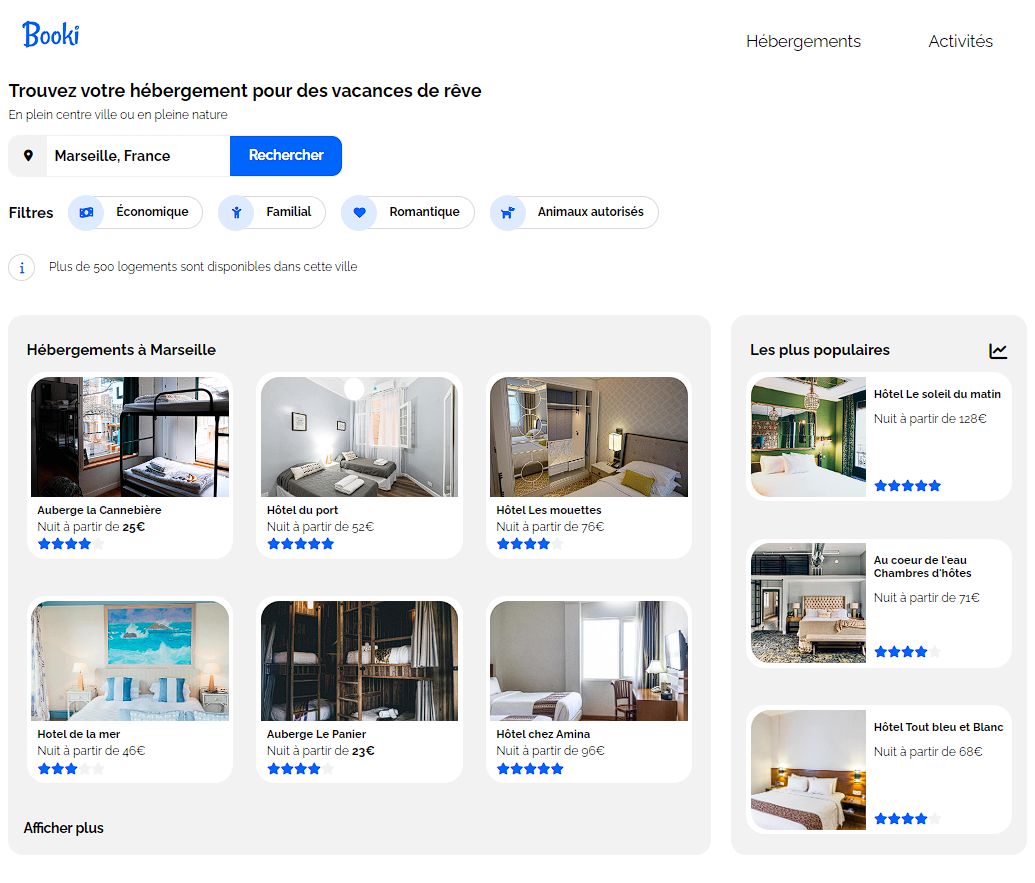 Booki
Hébergements
Activités
Trouvez votre hébergement pour des vacances de rêve
En plein centre ville ou en pleine nature
Marseille, France
Rechercher
Filtres
Économique
Familial
Romantique
Animaux autorisés
i
Plus de 500 logements sont disponibles dans cette ville
Hébergements à Marseille
Auberge la Cannebière
Nuit à partir de 25€
Hôtel du port
Nuit à partir de 52€
Hôtel Les mouettes
Nuit à partir de 76€
Hotel de la mer
Nuit à partir de 46€
Auberge Le Panier
Nuit à partir de 23€
Hôtel chez Amina
Nuit à partir de 96€
Afficher plus
Les plus populaires
Hôtel Le soleil du matin
Nuit à partir de 128€
Au coeur de l'eau
Chambres d'hôtes
Nuit à partir de 71€
Hôtel Tout bleu et Blanc
Nuit à partir de 68€